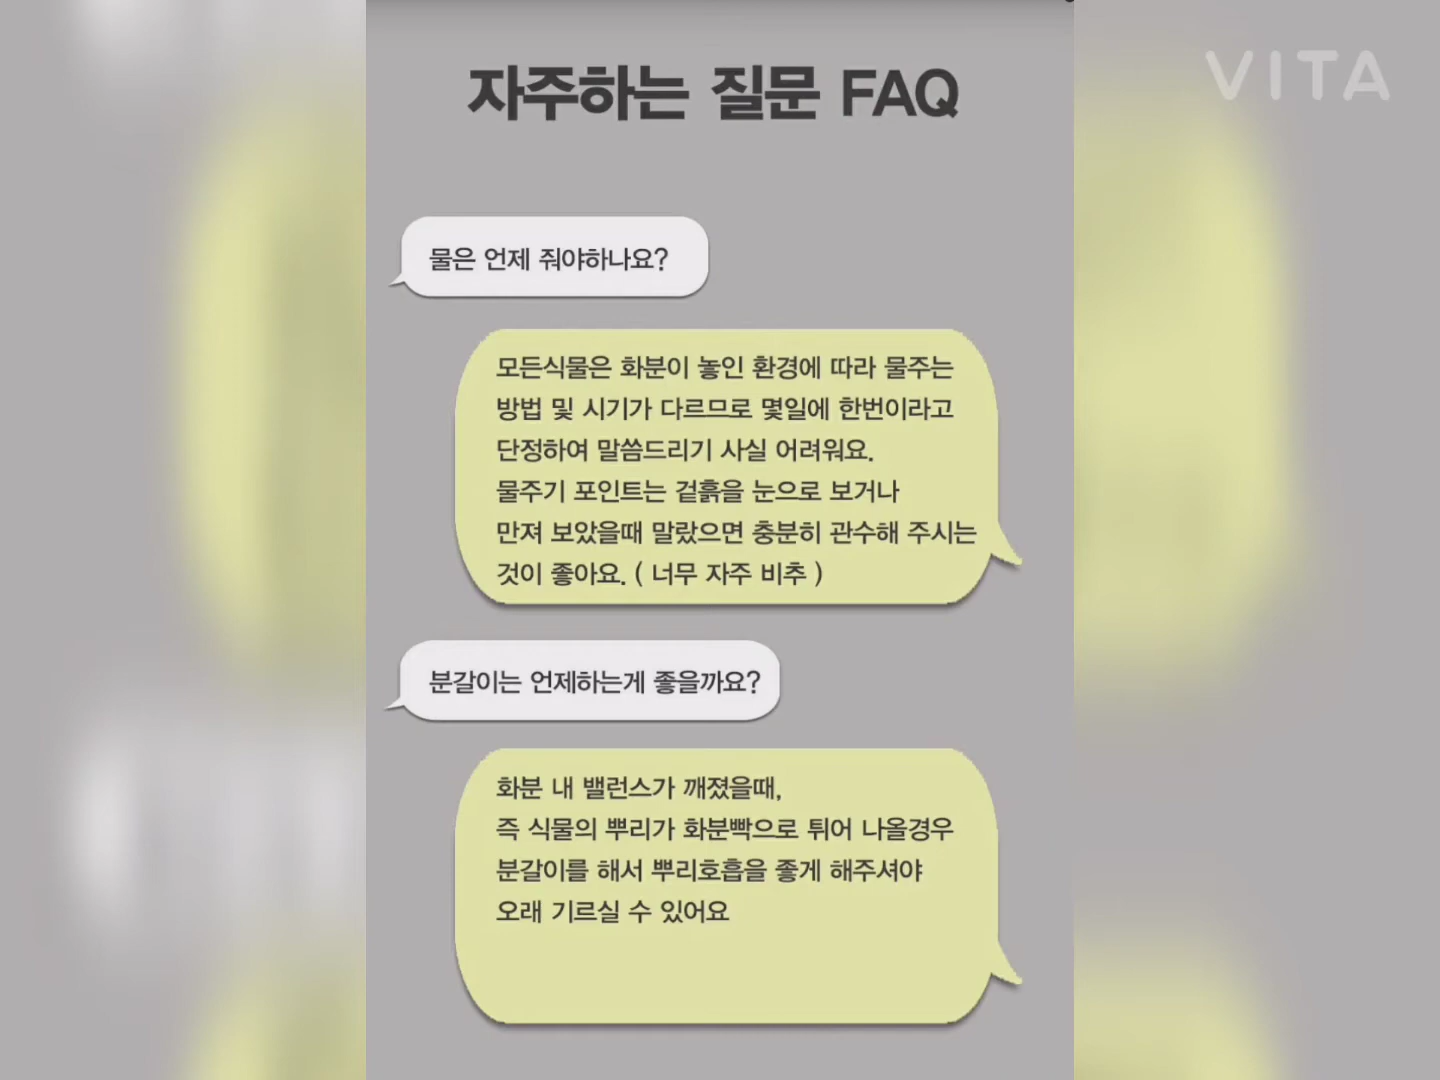 자주하는 질문 FAQ
VITA
물은 언제 줘야하나요?
모든식물은 화분이 놓인 환경에 따라 물주는
방법 및 시기가 다르므로 몇일에 한번이라고
단정하여 말씀드리기 사실 어려워요.
물주기 포인트는 겉흙을 눈으로 보거나
만져 보았을때 말랐으면 충분히 관수해 주시는
것이 좋아요. ( 너무 자주 비추 )
분갈이는 언제하는게 좋을까요?
화분 내 밸런스가 깨졌을때,
즉 식물의 뿌리가 화분빡으로 튀어 나올경우
분갈이를 해서 뿌리호흡을 좋게 해주셔야
오래 기르실 수 있어요